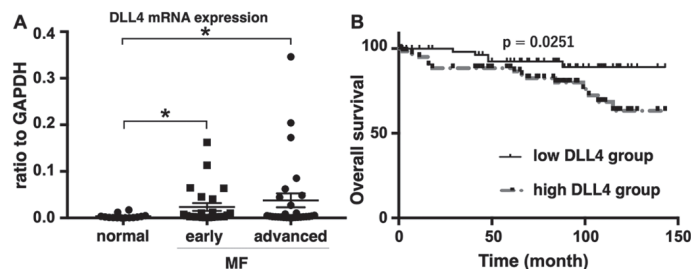 A
DLL4 mRNA expression
*
*
ratio to GAPDH
0.4
0.3
0.2
0.1
0.0
normal
early
advanced
MF
B
p = 0.0251
Overall survival
100
50
0
low DLL4 group
high DLL4 group
0
50
100
150
Time (month)